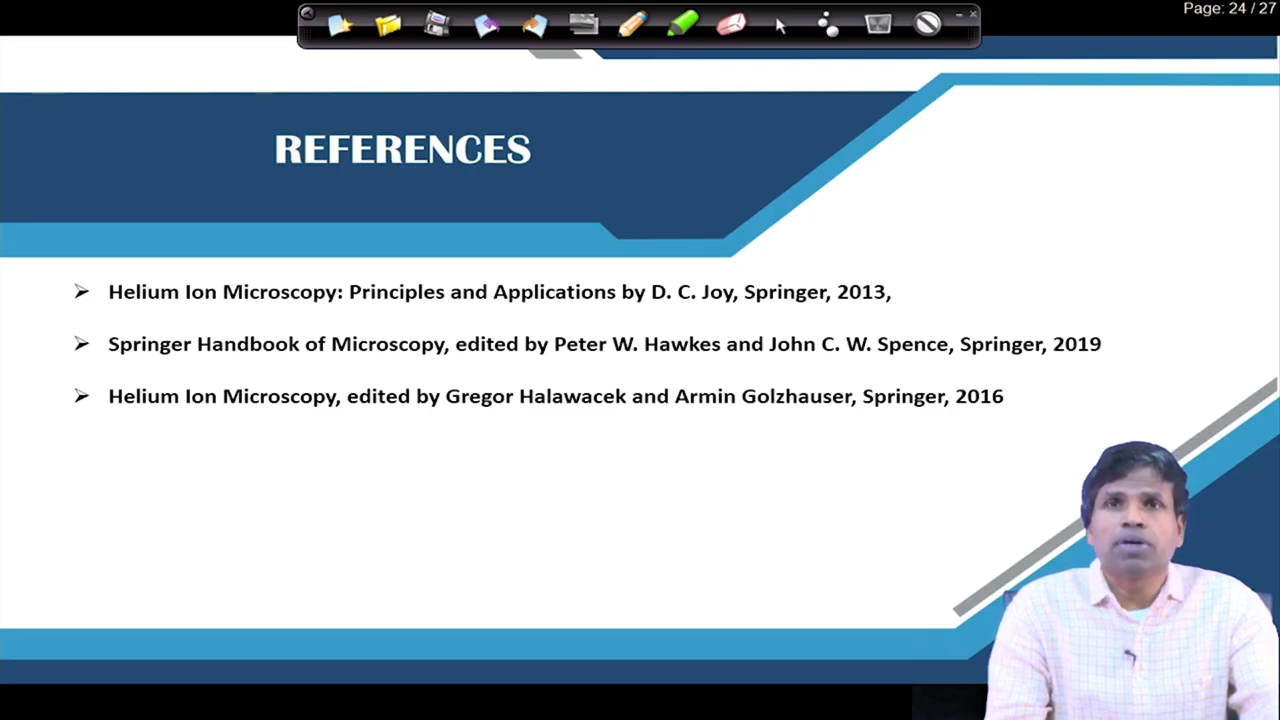 Page: 24 / 27
REFERENCES
Helium Ion Microscopy: Principles and Applications by D. C. Joy, Springer, 2013,
Springer Handbook of Microscopy, edited by Peter W. Hawkes and John C. W. Spence, Springer, 2019
Helium Ion Microscopy, edited by Gregor Halawacek and Armin Golzhauser, Springer, 2016